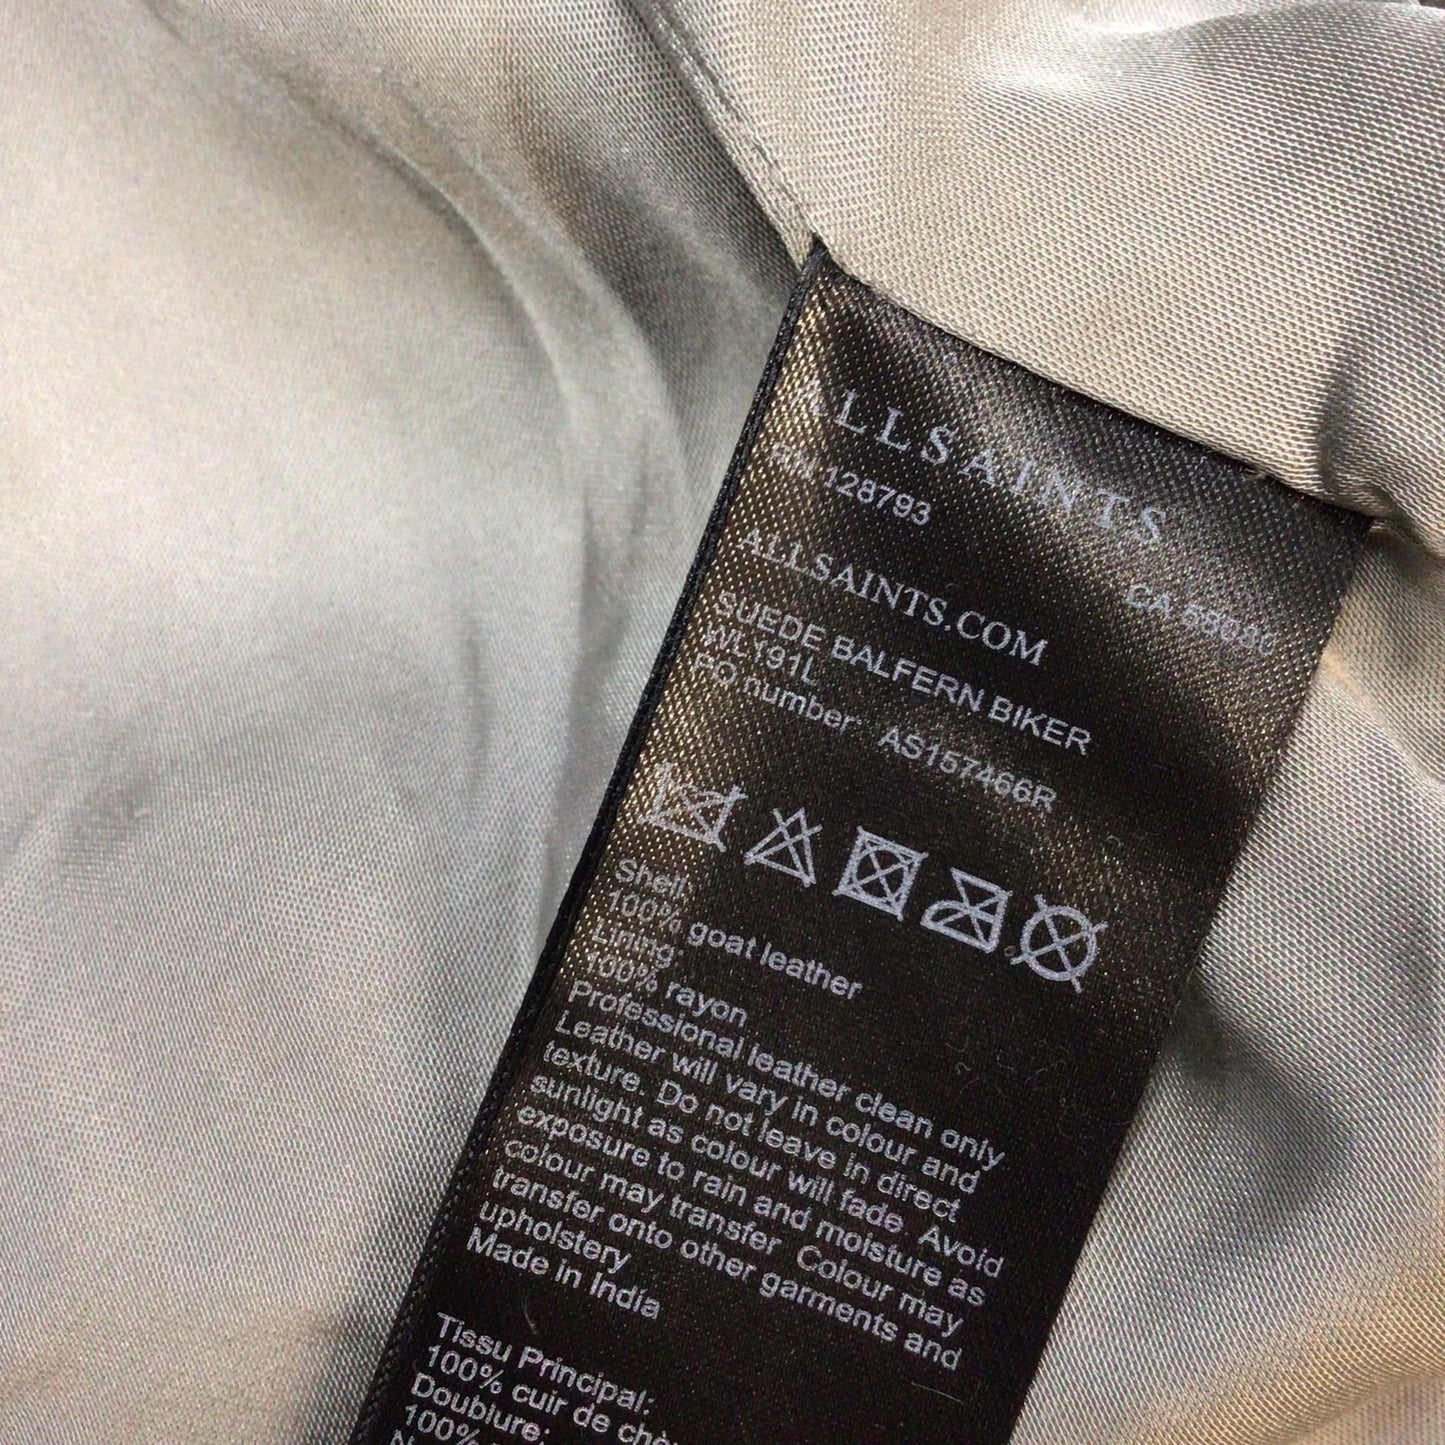 ALLSAINTS
RN 128793
CA 55030
ALLSAINTS.COM
SUEDE BALFERN BIKER
WL191L
PO number: AS157466R
Shell:
100% goat leather
Lining:
100% rayon
Professional leather clean only
Leather will vary in colour and
texture. Do not leave in direct
sunlight as colour will fade. Avoid
exposure to rain and moisture as
colour may transfer. Colour may
transfer onto other garments and
upholstery
Made in India
Tissu Principal:
100% cuir de
Doublure:
100%